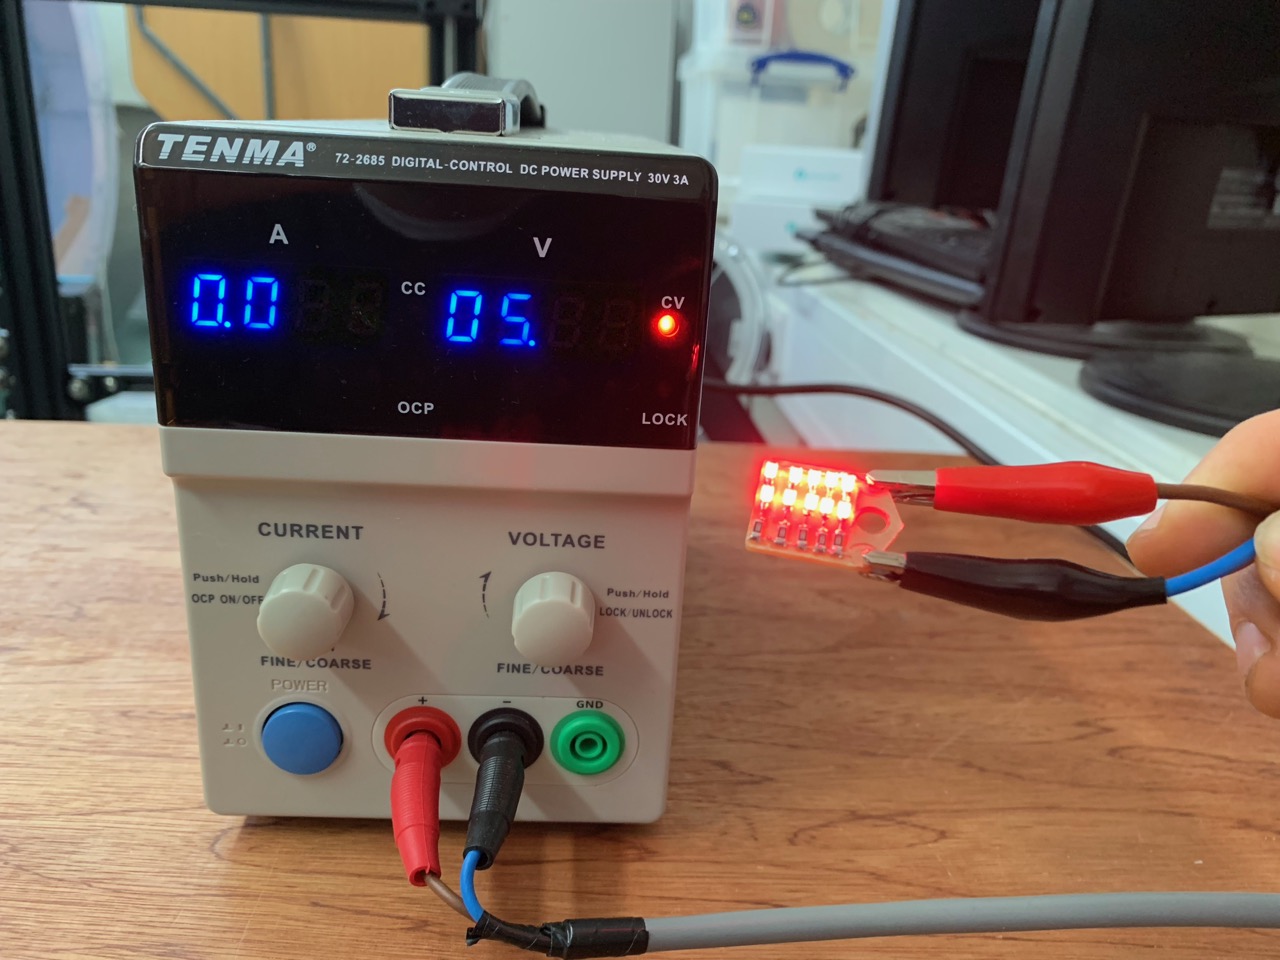 TENMA® 72-2685 DIGITAL-CONTROL DC POWER SUPPLY 30V 3A
A V
0.0 CC 05. CV
OCP LOCK
CURRENT VOLTAGE
Push/Hold
OCP ON/OFF
Push/Hold
LOCK/UNLOCK
FINE/COARSE FINE/COARSE
POWER
+ - GND